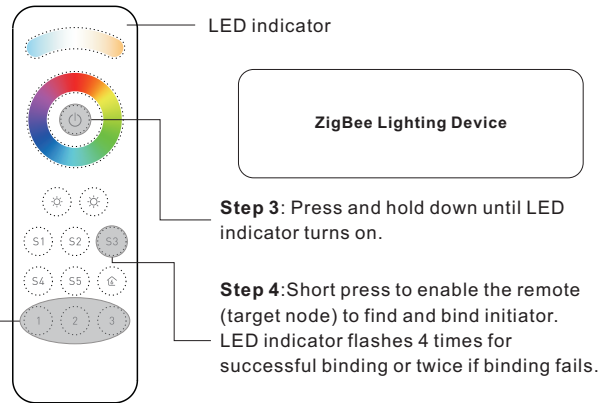 LED indicator
ZigBee Lighting Device
Step 3: Press and hold down until LED
indicator turns on.
S1 S2 S3
Step 4:Short press to enable the remote
S4 S5
(target node) to find and bind initiator.
1 2 3
LED indicator flashes 4 times for
successful binding or twice if binding fails.